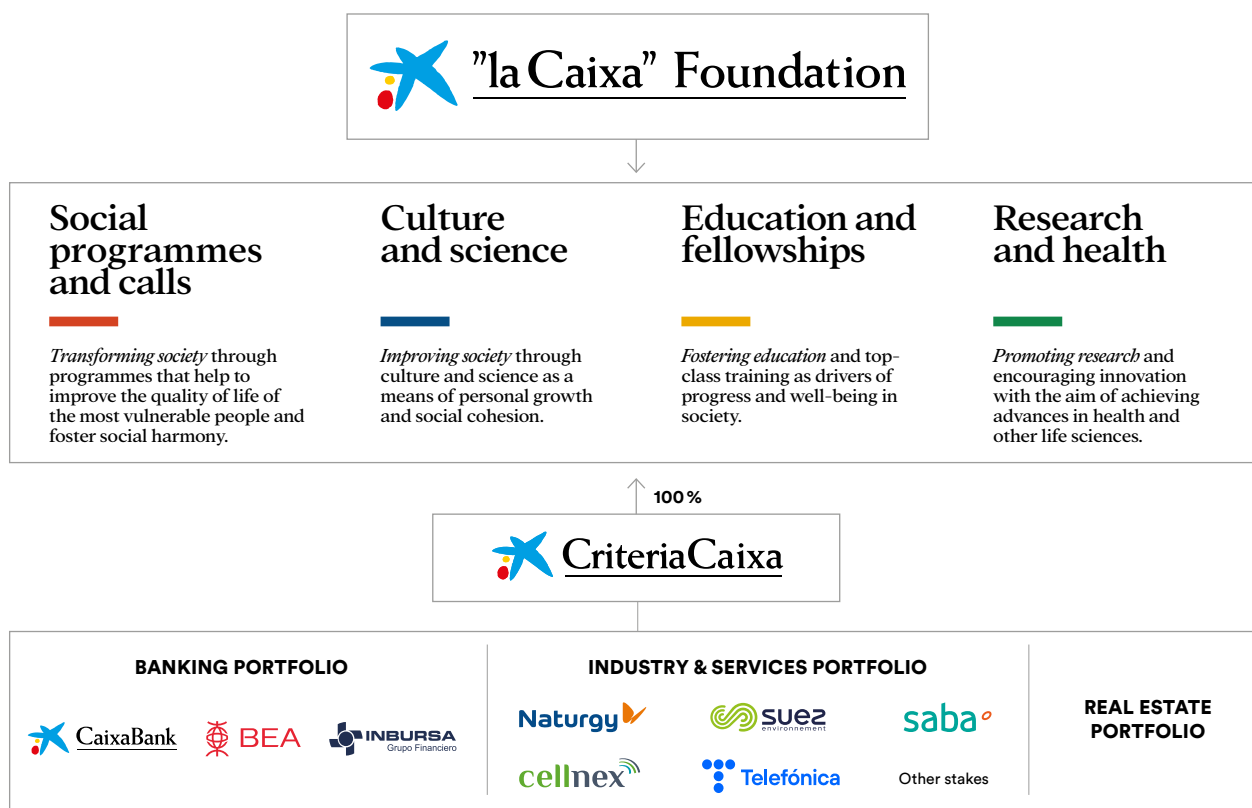 "la Caixa" Foundation
Social
programmes
and calls
Transforming society through
programmes that help to
improve the quality of life of
the most vulnerable people and
foster social harmony.
Culture
and science
Improving society through
culture and science as a
means of personal growth
and social cohesion.
Education and
fellowships
Fostering education and top-
class training as drivers of
progress and well-being in
society.
Research
and health
Promoting research and
encouraging innovation
with the aim of achieving
advances in health and
other life sciences.
100 %
CriteriaCaixa
BANKING PORTFOLIO
CaixaBank
BEA
INBURSA
Grupo Financiero
INDUSTRY & SERVICES PORTFOLIO
Naturgy
suez
environnement
saba
cellnex
Telefónica
Other stakes
REAL ESTATE
PORTFOLIO